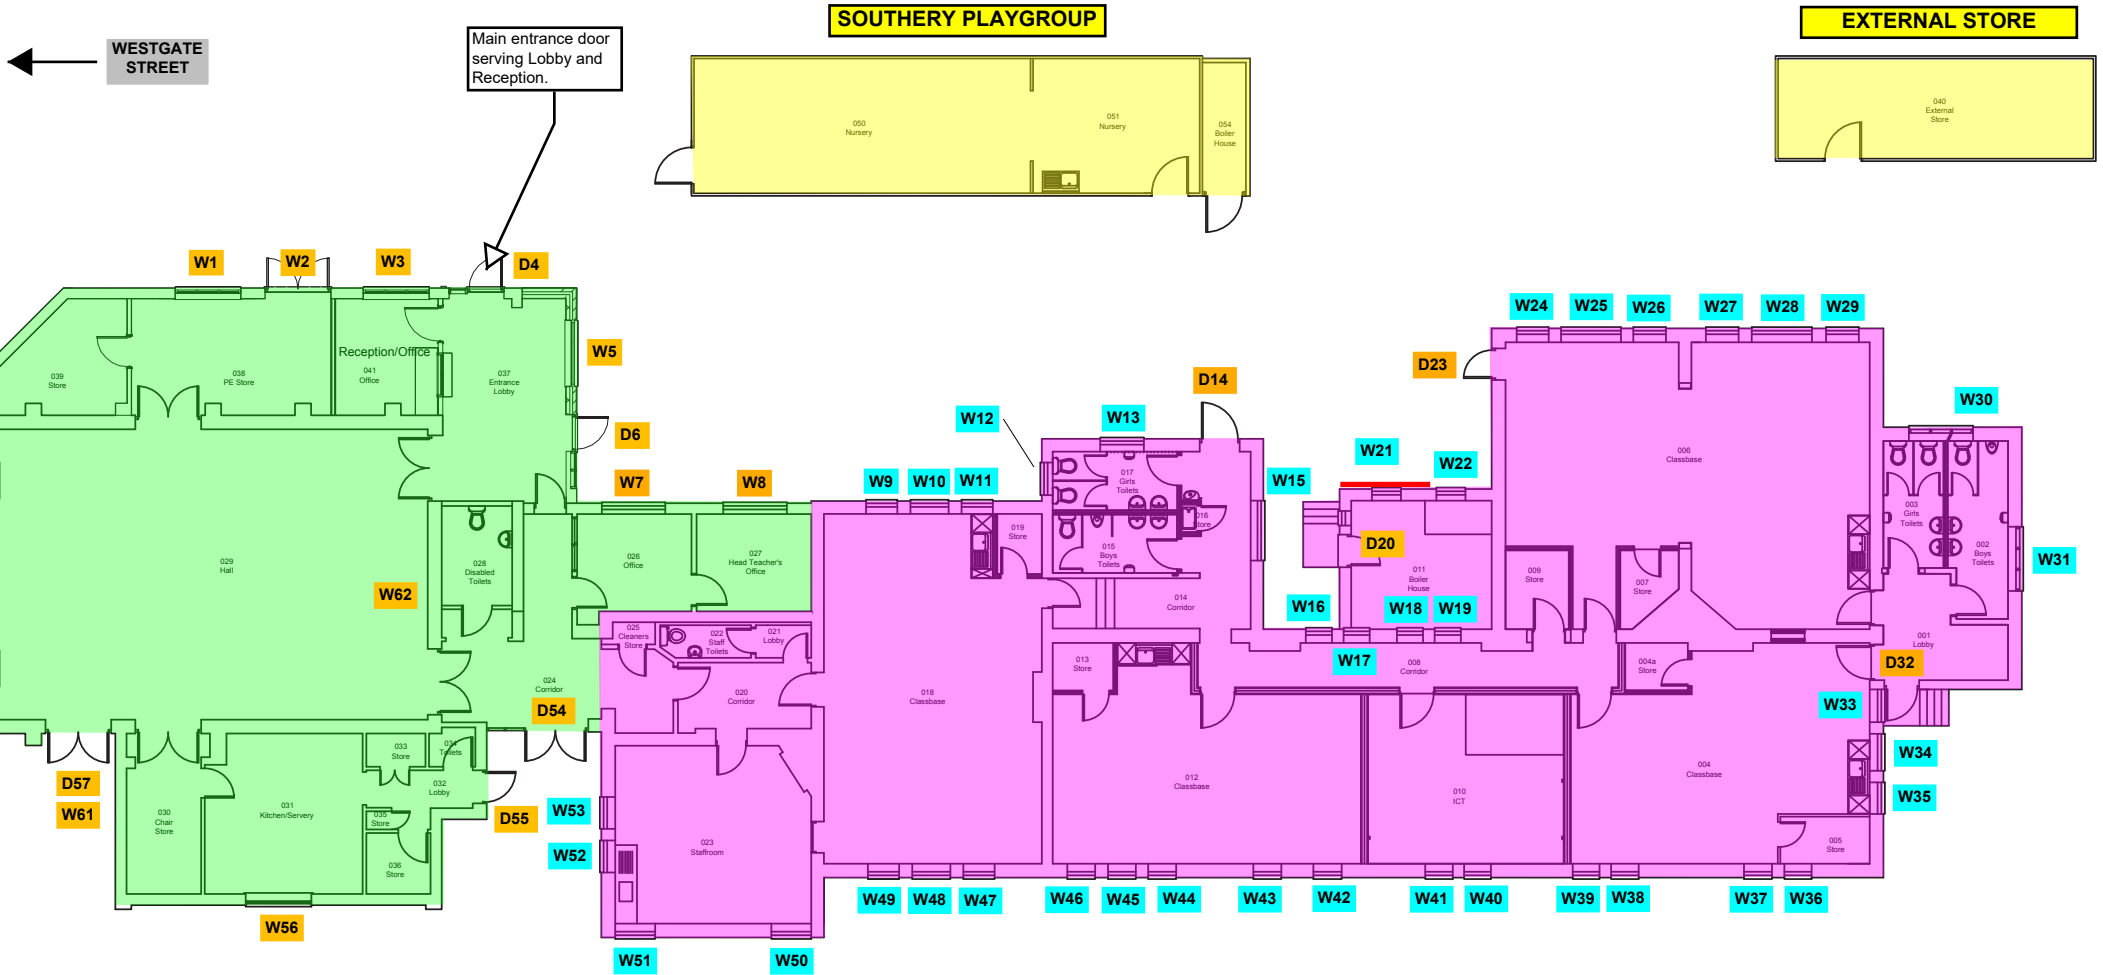 SOUTHERY PLAYGROUP
EXTERNAL STORE
WESTGATE
STREET
Main entrance door
serving Lobby and
Reception.
050
Nursery
051
Nursery
054
Boiler
House
040
External
Store
W1
W2
W3
D4
W5
D6
W7
W8
W9
W10
W11
W12
W13
D14
W15
W16
W17
W18
W19
D20
W21
W22
D23
W24
W25
W26
W27
W28
W29
W30
W31
D32
W33
W34
W35
W36
W37
W38
W39
W40
W41
W42
W43
W44
W45
W46
W47
W48
W49
W50
W51
W52
W53
D54
D55
W56
D57
W61
W62
039
Store
038
PE Store
Reception/Office
041
Office
037
Entrance
Lobby
029
Hall
028
Disabled
Toilets
026
Office
027
Head Teacher's
Office
025
Cleaners
Store
022
Staff
Toilets
021
Lobby
024
Corridor
020
Corridor
018
Classbase
019
Store
017
Girls
Toilets
016
Store
015
Boys
Toilets
014
Corridor
013
Store
012
Classbase
011
Boiler
House
010
ICT
009
Store
008
Corridor
007
Store
006
Classbase
003
Girls
Toilets
002
Boys
Toilets
001
Lobby
004a
Store
004
Classbase
005
Store
023
Staffroom
030
Chair
Store
031
Kitchen/Servery
033
Store
034
Toilets
032
Lobby
035
Store
036
Store